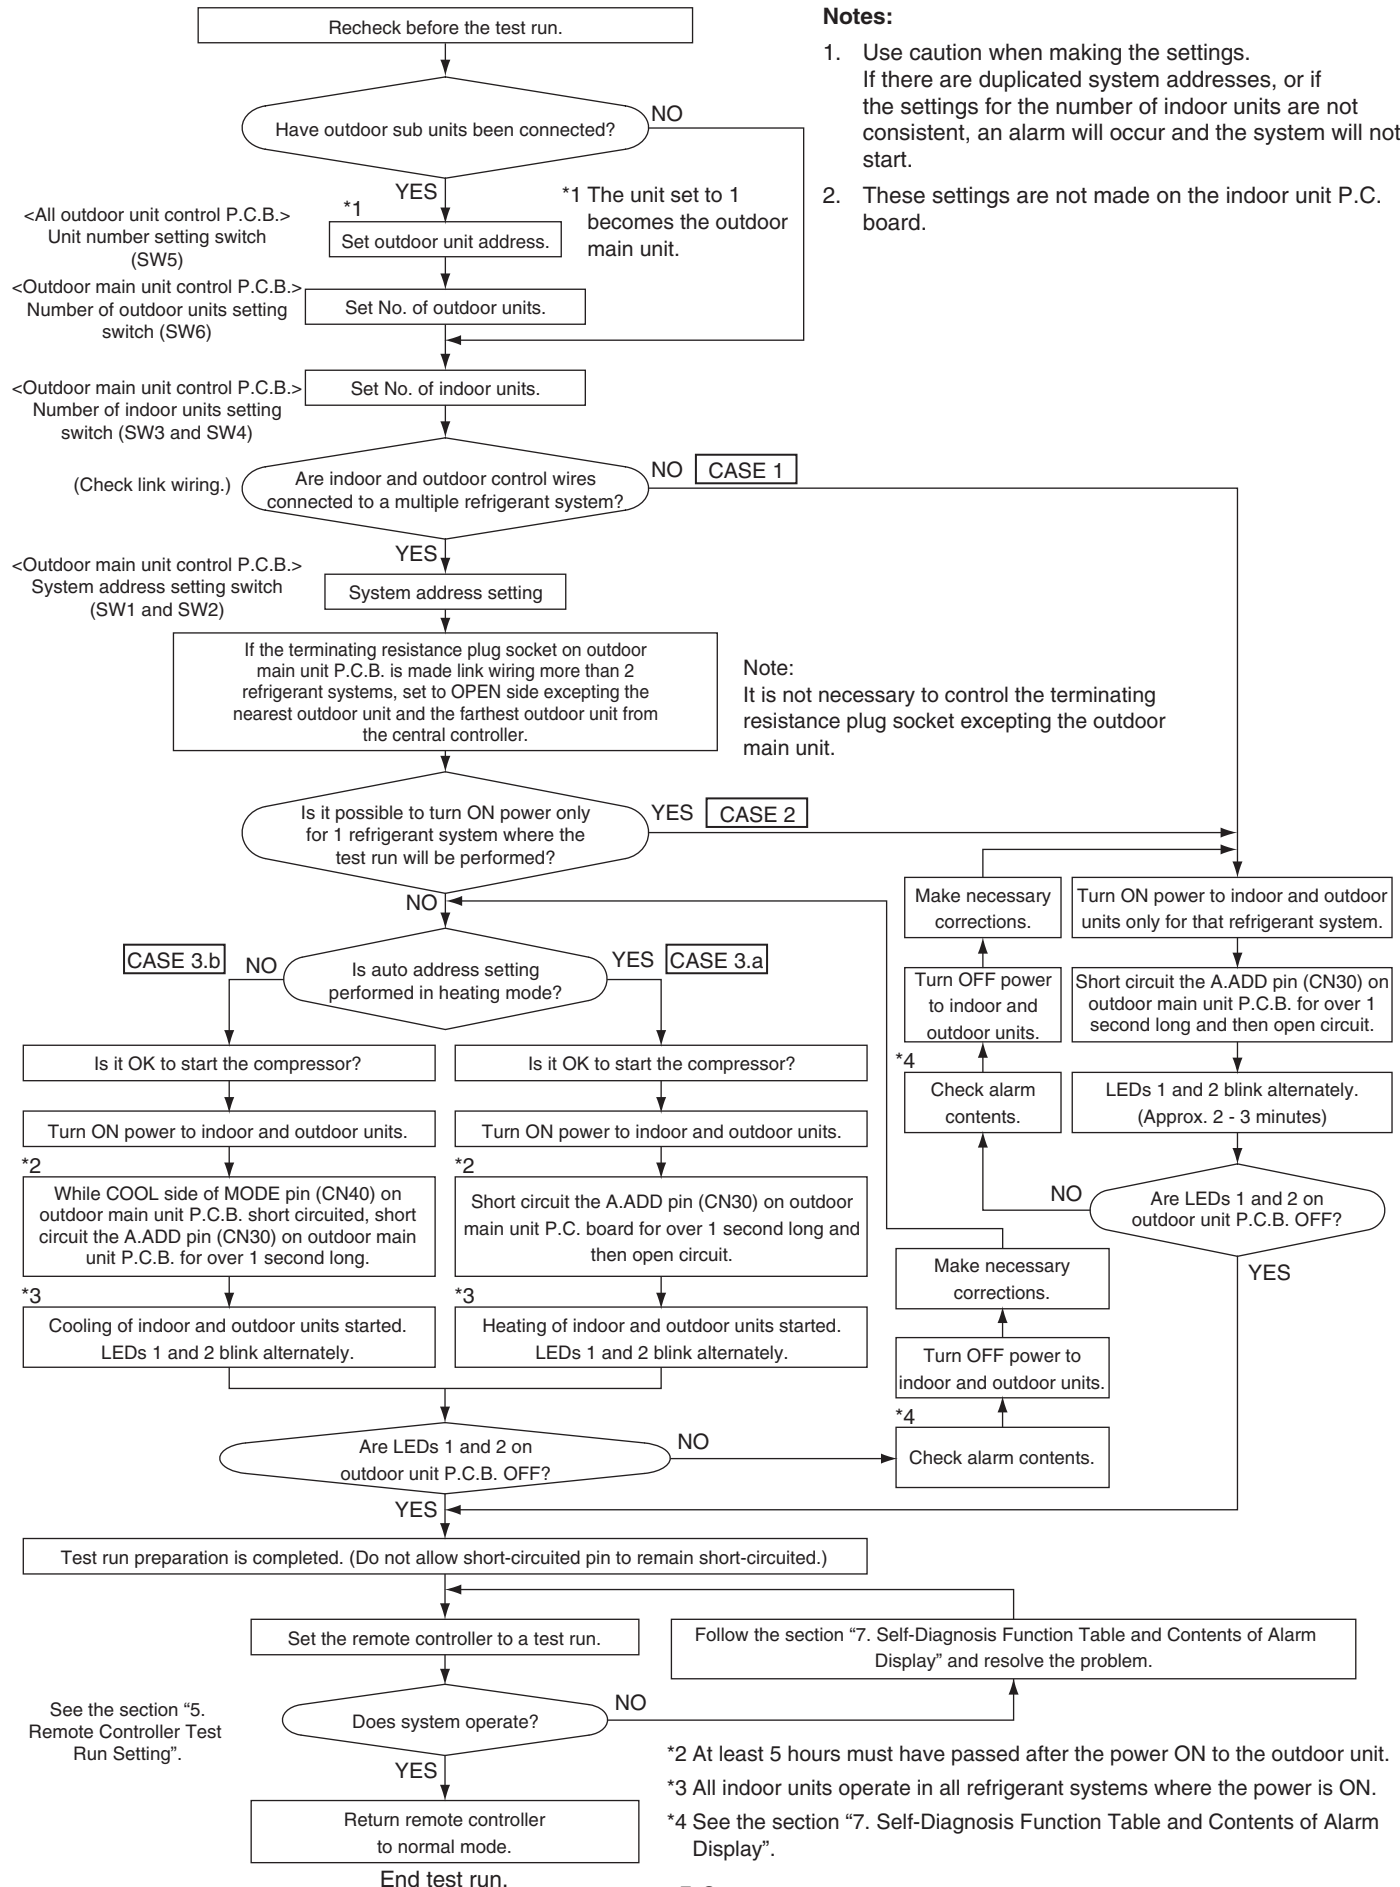 Recheck before the test run.
Notes:
1. Use caution when making the settings.
If there are duplicated system addresses, or if
the settings for the number of indoor units are not
consistent, an alarm will occur and the system will not
start.
2. These settings are not made on the indoor unit P.C.
board.
Have outdoor sub units been connected?
NO
YES
*1
*1 The unit set to 1
becomes the outdoor
main unit.
<All outdoor unit control P.C.B.>
Unit number setting switch
(SW5)
Set outdoor unit address.
<Outdoor main unit control P.C.B.>
Number of outdoor units setting
switch (SW6)
Set No. of outdoor units.
<Outdoor main unit control P.C.B.>
Number of indoor units setting
switch (SW3 and SW4)
Set No. of indoor units.
(Check link wiring.)
Are indoor and outdoor control wires
connected to a multiple refrigerant system?
NO CASE 1
YES
<Outdoor main unit control P.C.B.>
System address setting switch
(SW1 and SW2)
System address setting
If the terminating resistance plug socket on outdoor
main unit P.C.B. is made link wiring more than 2
refrigerant systems, set to OPEN side excepting the
nearest outdoor unit and the farthest outdoor unit from
the central controller.
Note:
It is not necessary to control the terminating
resistance plug socket excepting the outdoor
main unit.
Is it possible to turn ON power only
for 1 refrigerant system where the
test run will be performed?
YES CASE 2
NO
Is auto address setting
performed in heating mode?
CASE 3.b NO
YES CASE 3.a
Is it OK to start the compressor?
Turn ON power to indoor and outdoor units.
*2
While COOL side of MODE pin (CN40) on
outdoor main unit P.C.B. short circuited, short
circuit the A.ADD pin (CN30) on outdoor main
unit P.C.B. for over 1 second long.
*3
Cooling of indoor and outdoor units started.
LEDs 1 and 2 blink alternately.
Is it OK to start the compressor?
Turn ON power to indoor and outdoor units.
*2
Short circuit the A.ADD pin (CN30) on outdoor
main unit P.C. board for over 1 second long and
then open circuit.
*3
Heating of indoor and outdoor units started.
LEDs 1 and 2 blink alternately.
Make necessary
corrections.
Turn OFF power
to indoor and
outdoor units.
*4
Check alarm
contents.
Turn ON power to indoor and outdoor
units only for that refrigerant system.
Short circuit the A.ADD pin (CN30) on
outdoor main unit P.C.B. for over 1
second long and then open circuit.
LEDs 1 and 2 blink alternately.
(Approx. 2 - 3 minutes)
NO
Are LEDs 1 and 2 on
outdoor unit P.C.B. OFF?
YES
Make necessary
corrections.
Turn OFF power to
indoor and outdoor units.
*4
Check alarm contents.
Are LEDs 1 and 2 on
outdoor unit P.C.B. OFF?
NO
YES
Test run preparation is completed. (Do not allow short-circuited pin to remain short-circuited.)
Set the remote controller to a test run.
Follow the section “7. Self-Diagnosis Function Table and Contents of Alarm
Display” and resolve the problem.
See the section “5.
Remote Controller Test
Run Setting”.
Does system operate?
NO
YES
Return remote controller
to normal mode.
End test run.
*2 At least 5 hours must have passed after the power ON to the outdoor unit.
*3 All indoor units operate in all refrigerant systems where the power is ON.
*4 See the section “7. Self-Diagnosis Function Table and Contents of Alarm
Display”.